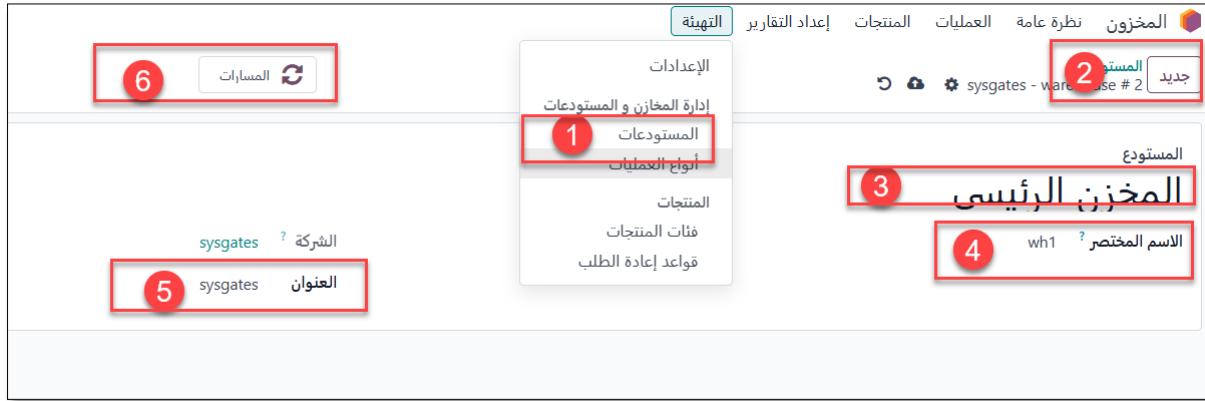 المخزون نظرة عامة العمليات المنتجات إعداد التقارير التهيئة
جديد
sysgates - # 2
2
المسارات
6
الإعدادات
إدارة المخازن و المستودعات
المستودعات
1
أنواع العمليات
المنتجات
فئات المنتجات
قواعد إعادة الطلب
المستودع
المخزن الرئيسي
3
الاسم المختصر ? wh1
4
الشركة ? sysgates
العنوان sysgates
5